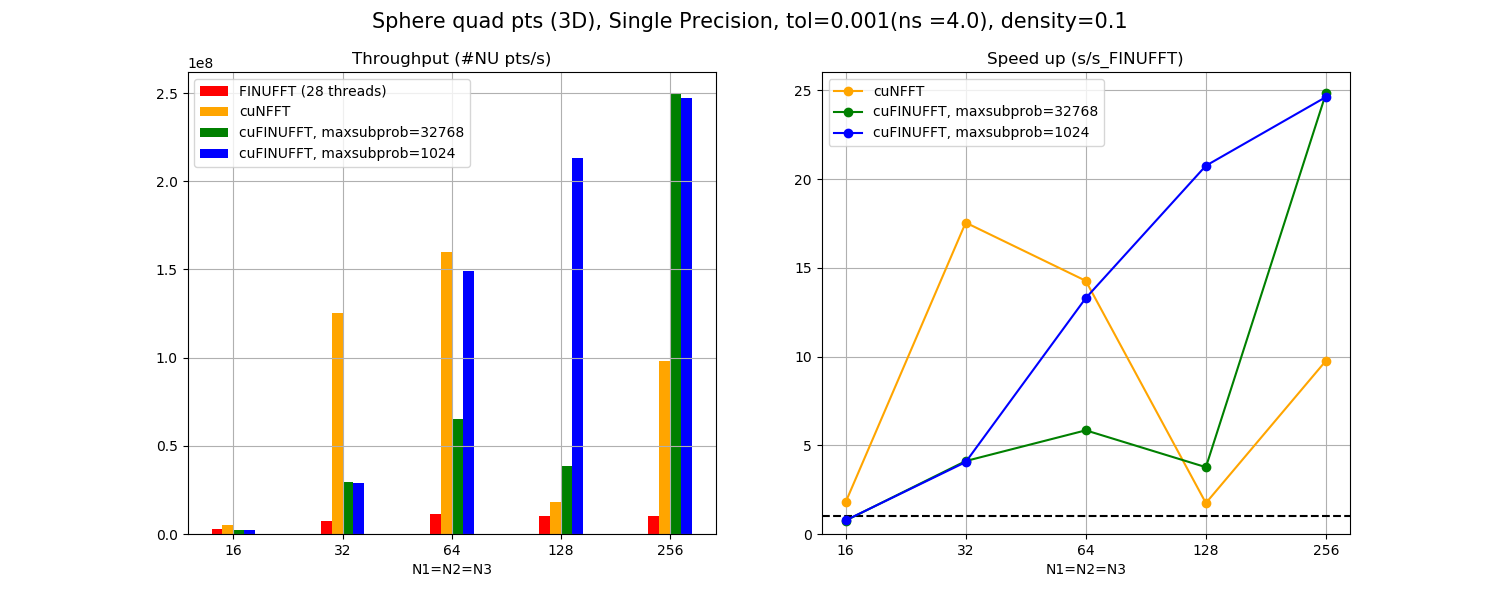 Sphere quad pts (3D), Single Precision, tol=0.001(ns =4.0), density=0.1
Throughput (#NU pts/s)
1e8
FINUFFT (28 threads)
cuNFFT
cuFINUFFT, maxsubprob=32768
cuFINUFFT, maxsubprob=1024
2.5
2.0
1.5
1.0
0.5
0.0
16 32 64 128 256
N1=N2=N3
Speed up (s/s_FINUFFT)
cuNFFT
cuFINUFFT, maxsubprob=32768
cuFINUFFT, maxsubprob=1024
25
20
15
10
5
0
16 32 64 128 256
N1=N2=N3